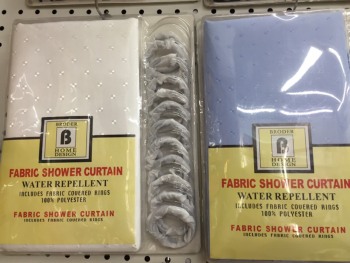 BEODER
B
HOME
DESIGN
FABRIC SHOWER CURTAIN
WATER REPELLENT
INCLUDES FABRIC COVERED RINGS
100% POLYESTER
FABRIC SHOWER CURTAIN
INCLUDES FABRIC COVERED RINGS
BEODER
B
HOME
DESIGN
FABRIC SHOWER CURTAIN
WATER REPELLENT
INCLUDES FABRIC COVERED RINGS
100% POLYESTER
FABRIC SHOWER CURTAIN
INCLUDES FABRIC COVERED RINGS